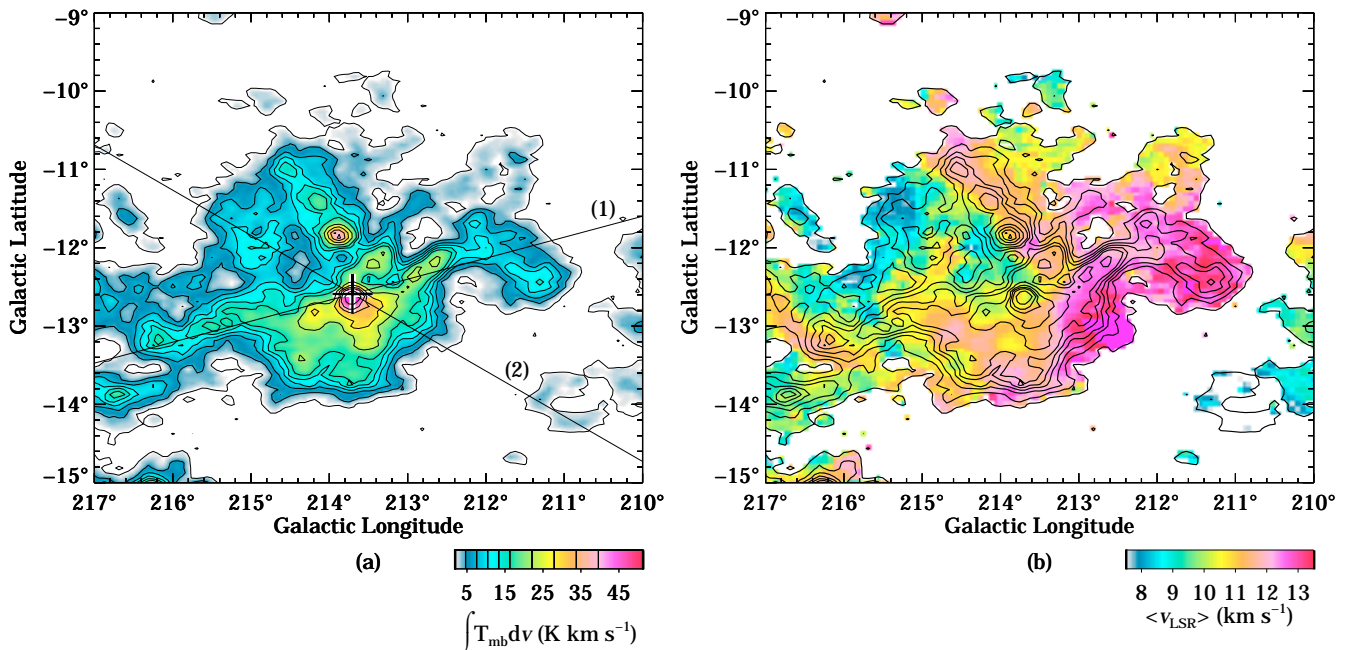 −9°
−10°
−11°
−12°
−13°
−14°
−15°
Galactic Latitude
217 216 215 214 213 212 211 210°
Galactic Longitude
(1)
(2)
(a)
5 15 25 35 45
∫ T_mb dv (K km s⁻¹)
−9°
−10°
−11°
−12°
−13°
−14°
−15°
Galactic Latitude
217 216 215 214 213 212 211 210°
Galactic Longitude
(b)
8 9 10 11 12 13
<v_LSR> (km s⁻¹)